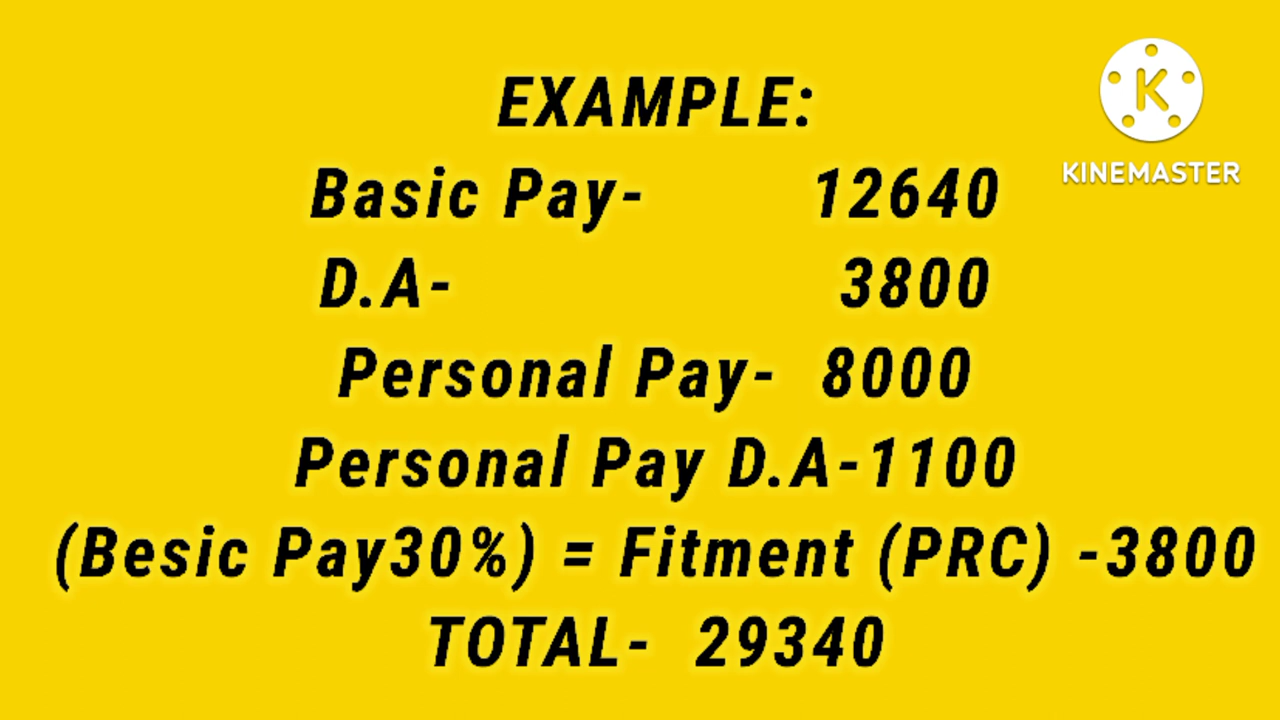 EXAMPLE:
Basic Pay- 12640
D.A- 3800
Personal Pay- 8000
Personal Pay D.A-1100
(Besic Pay30%) = Fitment (PRC) -3800
TOTAL- 29340
K
KINEMASTER